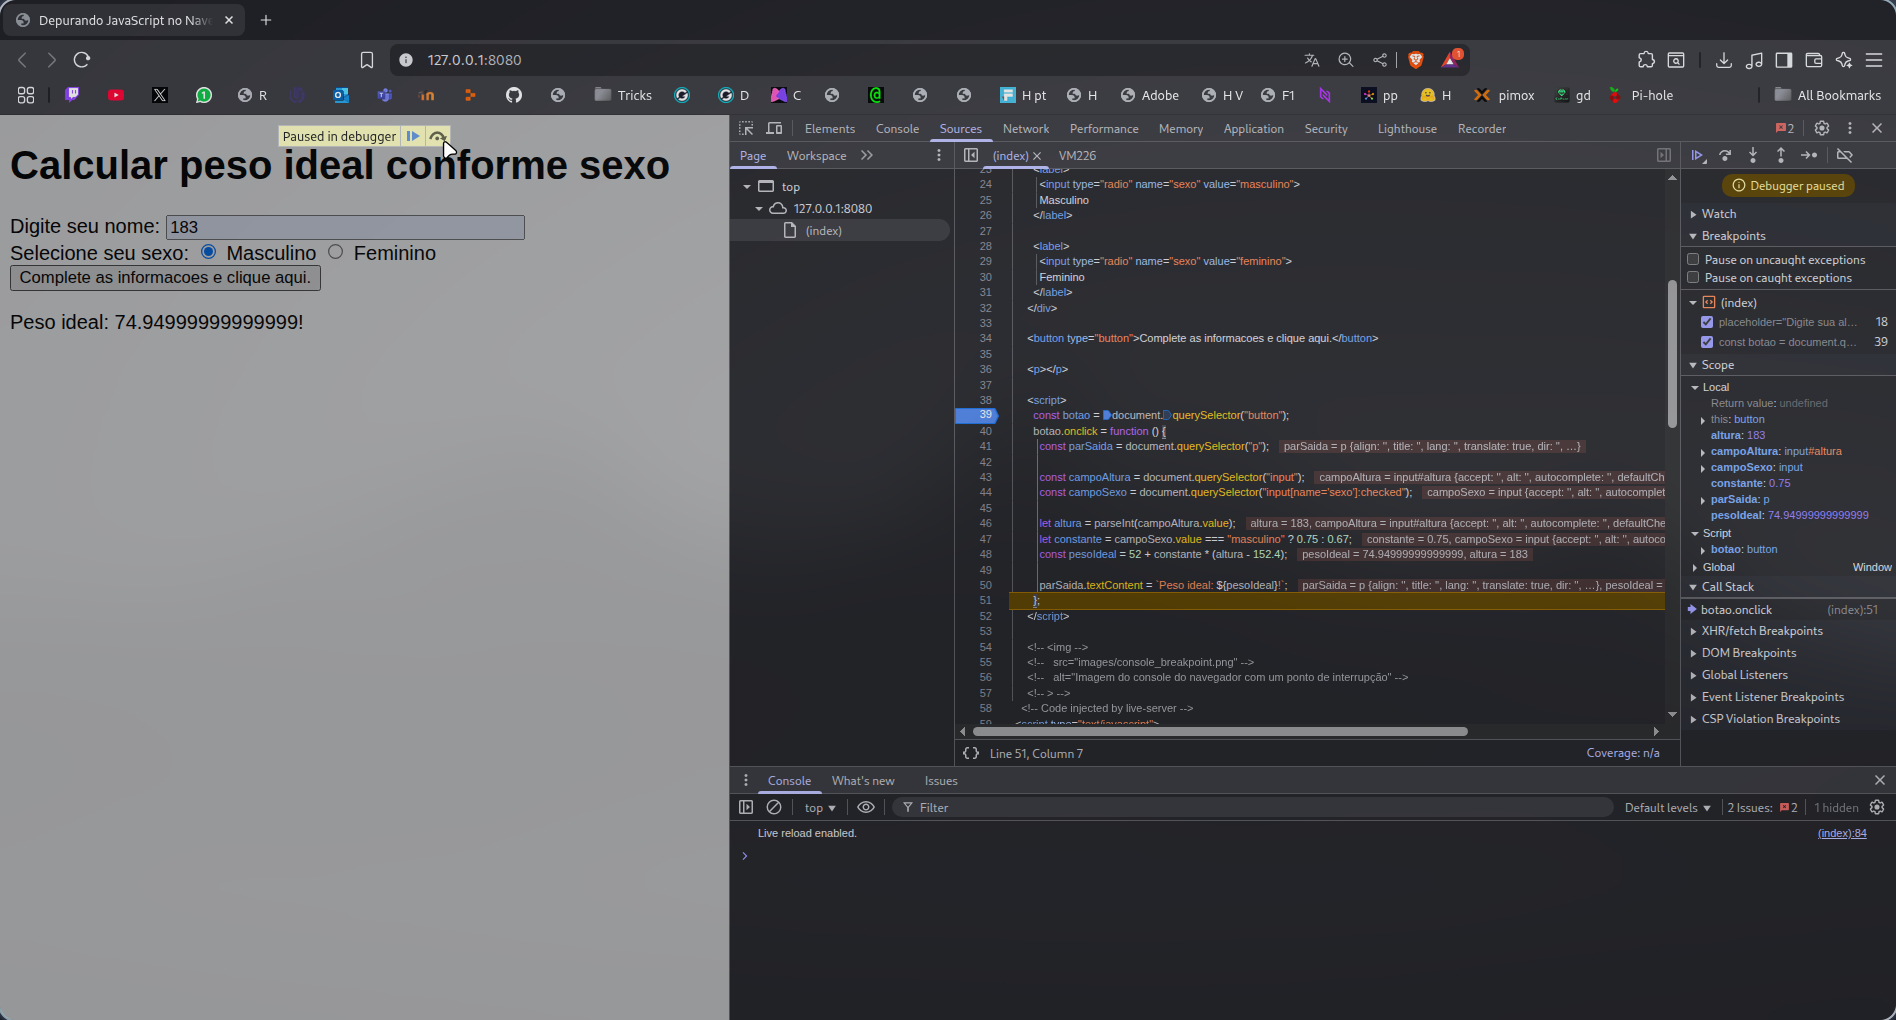 Depurando JavaScript no Nav
127.0.0.1:8080
1
R
Tricks
D
C
H pt
H
Adobe
H V
F1
pp
H
pimox
gd
Pi-hole
All Bookmarks
Paused in debugger
Calcular peso ideal conforme sexo
Digite seu nome: 183
Selecione seu sexo: Masculino Feminino
Complete as informacoes e clique aqui.
Peso ideal: 74.94999999999999!
Elements Console Sources Network Performance Memory Application Security Lighthouse Recorder 2
Page Workspace
top
127.0.0.1:8080
(index)
(index) VM226
23 <label>
24 <input type="radio" name="sexo" value="masculino">
25 Masculino
26 </label>
27
28 <label>
29 <input type="radio" name="sexo" value="feminino">
30 Feminino
31 </label>
32 </div>
33
34 <button type="button">Complete as informacoes e clique aqui.</button>
35
36 <p></p>
37
38 <script>
39 const botao = document.querySelector("button");
40 botao.onclick = function () {
41 const parSaida = document.querySelector("p"); parSaida = p {align: '', title: '', lang: '', translate: true, dir: '', …}
42
43 const campoAltura = document.querySelector("input"); campoAltura = input#altura {accept: '', alt: '', autocomplete: '', defaultCh
44 const campoSexo = document.querySelector("input[name='sexo']:checked"); campoSexo = input {accept: '', alt: '', autocomplet
45
46 let altura = parseInt(campoAltura.value); altura = 183, campoAltura = input#altura {accept: '', alt: '', autocomplete: '', defaultChe
47 let constante = campoSexo.value === "masculino" ? 0.75 : 0.67; constante = 0.75, campoSexo = input {accept: '', alt: '', autoco
48 const pesoIdeal = 52 + constante * (altura - 152.4); pesoIdeal = 74.94999999999999, altura = 183
49
50 parSaida.textContent = `Peso ideal: ${pesoIdeal}!`; parSaida = p {align: '', title: '', lang: '', translate: true, dir: '', …}, pesoIdeal =
51 };
52 </script>
53
54 <!-- <img -->
55 <!-- src="images/console_breakpoint.png" -->
56 <!-- alt="Imagem do console do navegador com um ponto de interrupção" -->
57 <!-- > -->
58 <!-- Code injected by live-server -->
59 <script type="text/javascript">
{} Line 51, Column 7 Coverage: n/a
Debugger paused
Watch
Breakpoints
Pause on uncaught exceptions
Pause on caught exceptions
(index)
placeholder="Digite sua al... 18
const botao = document.q... 39
Scope
Local
Return value: undefined
this: button
altura: 183
campoAltura: input#altura
campoSexo: input
constante: 0.75
parSaida: p
pesoIdeal: 74.94999999999999
Script
botao: button
Global Window
Call Stack
botao.onclick (index):51
XHR/fetch Breakpoints
DOM Breakpoints
Global Listeners
Event Listener Breakpoints
CSP Violation Breakpoints
Console What's new Issues
top Filter Default levels 2 Issues: 2 1 hidden
Live reload enabled. (index):84